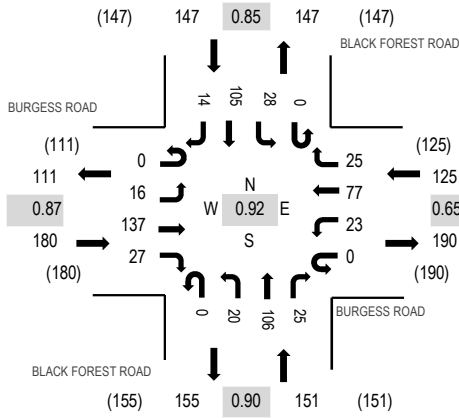 (147) 147 0.85 147 (147)
BLACK FOREST ROAD
BURGESS ROAD
14 105 28 0
(111) (125)
0 25
111 125
16 N 77
0.87 W 0.92 E 0.65
137 23
180 S 190
27 0
(180) (190)
0 20 106 25
BURGESS ROAD
BLACK FOREST ROAD
(155) 155 0.90 151 (151)